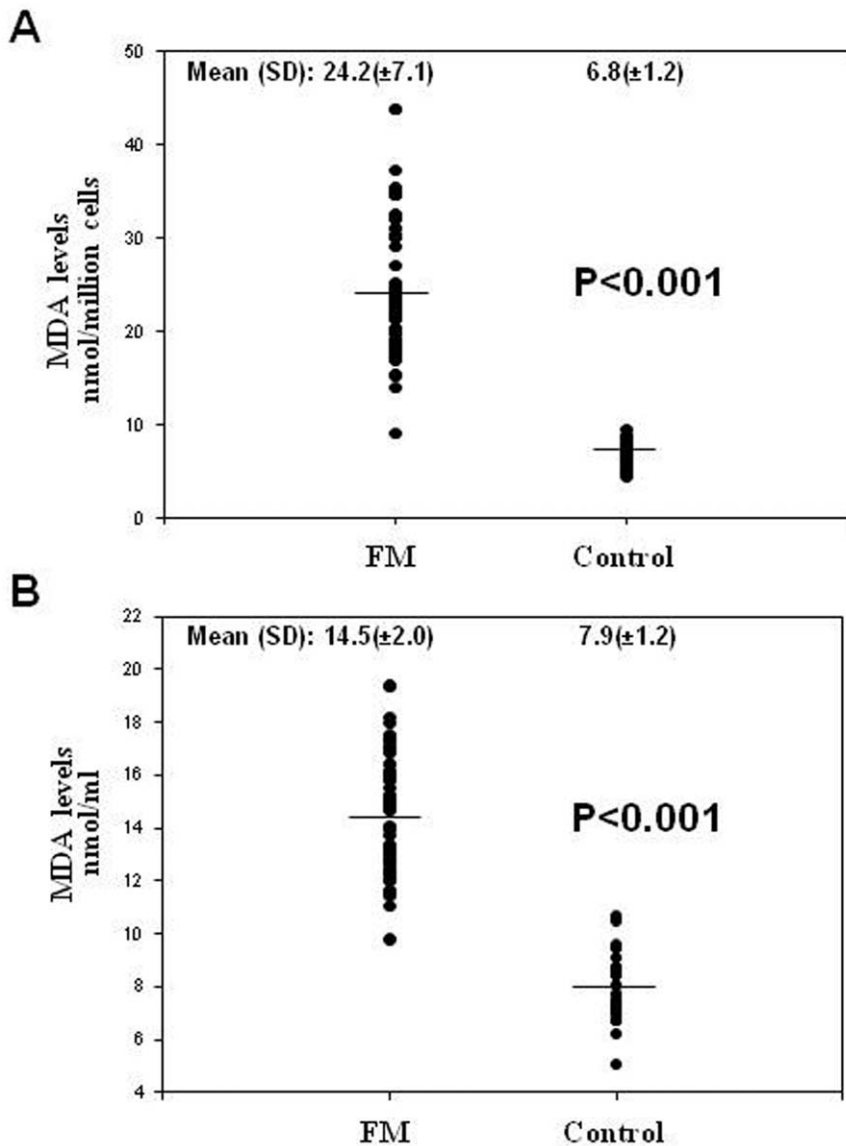 A
Mean (SD): 24.2(±7.1) 6.8(±1.2)
50
40
30
20
10
0
MDA levels
nmol/million cells
P<0.001
FM Control
B
Mean (SD): 14.5(±2.0) 7.9(±1.2)
22
20
18
16
14
12
10
8
6
4
MDA levels
nmol/ml
P<0.001
FM Control